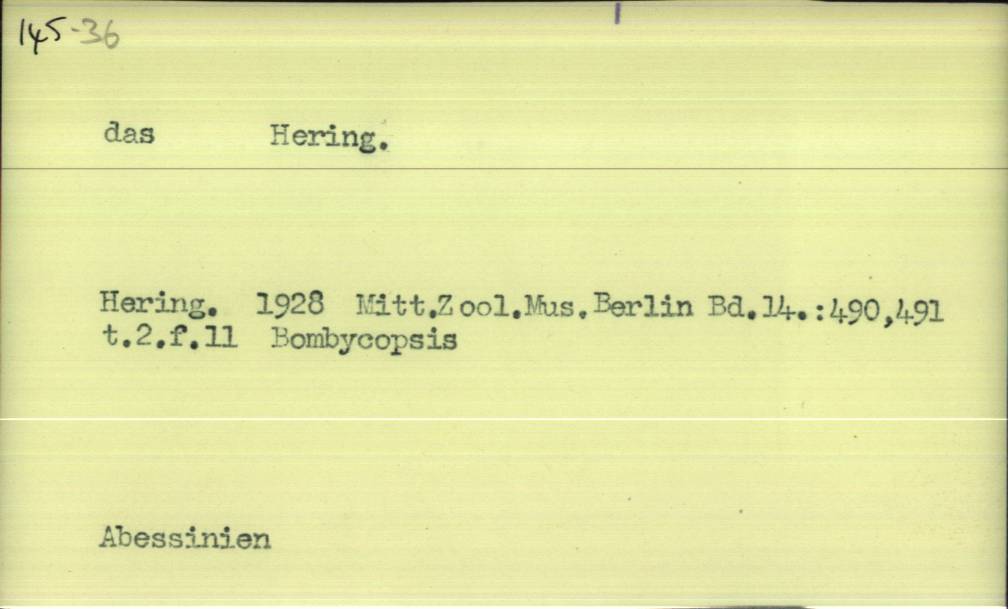 145-36
das Hering.
Hering. 1928 Mitt.Zool.Mus.Berlin Bd.14.:490,491
t.2.f.11 Bombycopsis
Abessinien